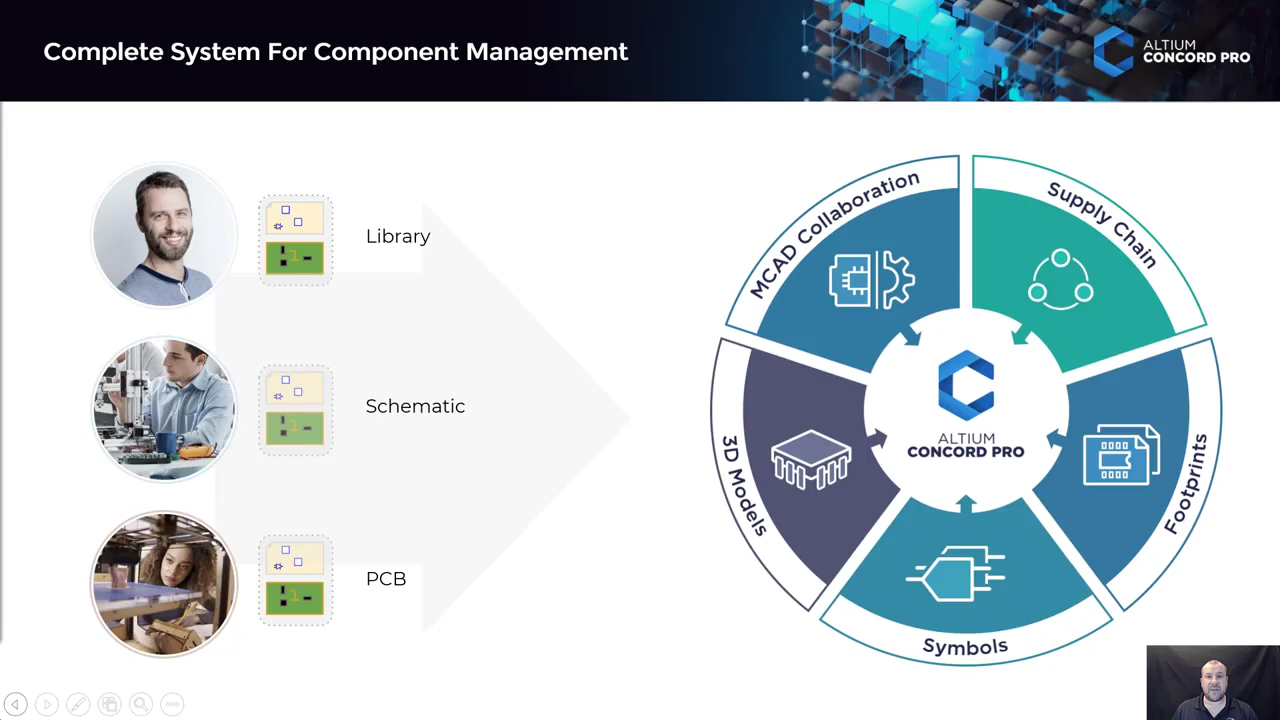 Complete System For Component Management
ALTIUM
CONCORD PRO
Library
Schematic
PCB
MCAD Collaboration
Supply Chain
3D Models
Footprints
Symbols
ALTIUM
CONCORD PRO